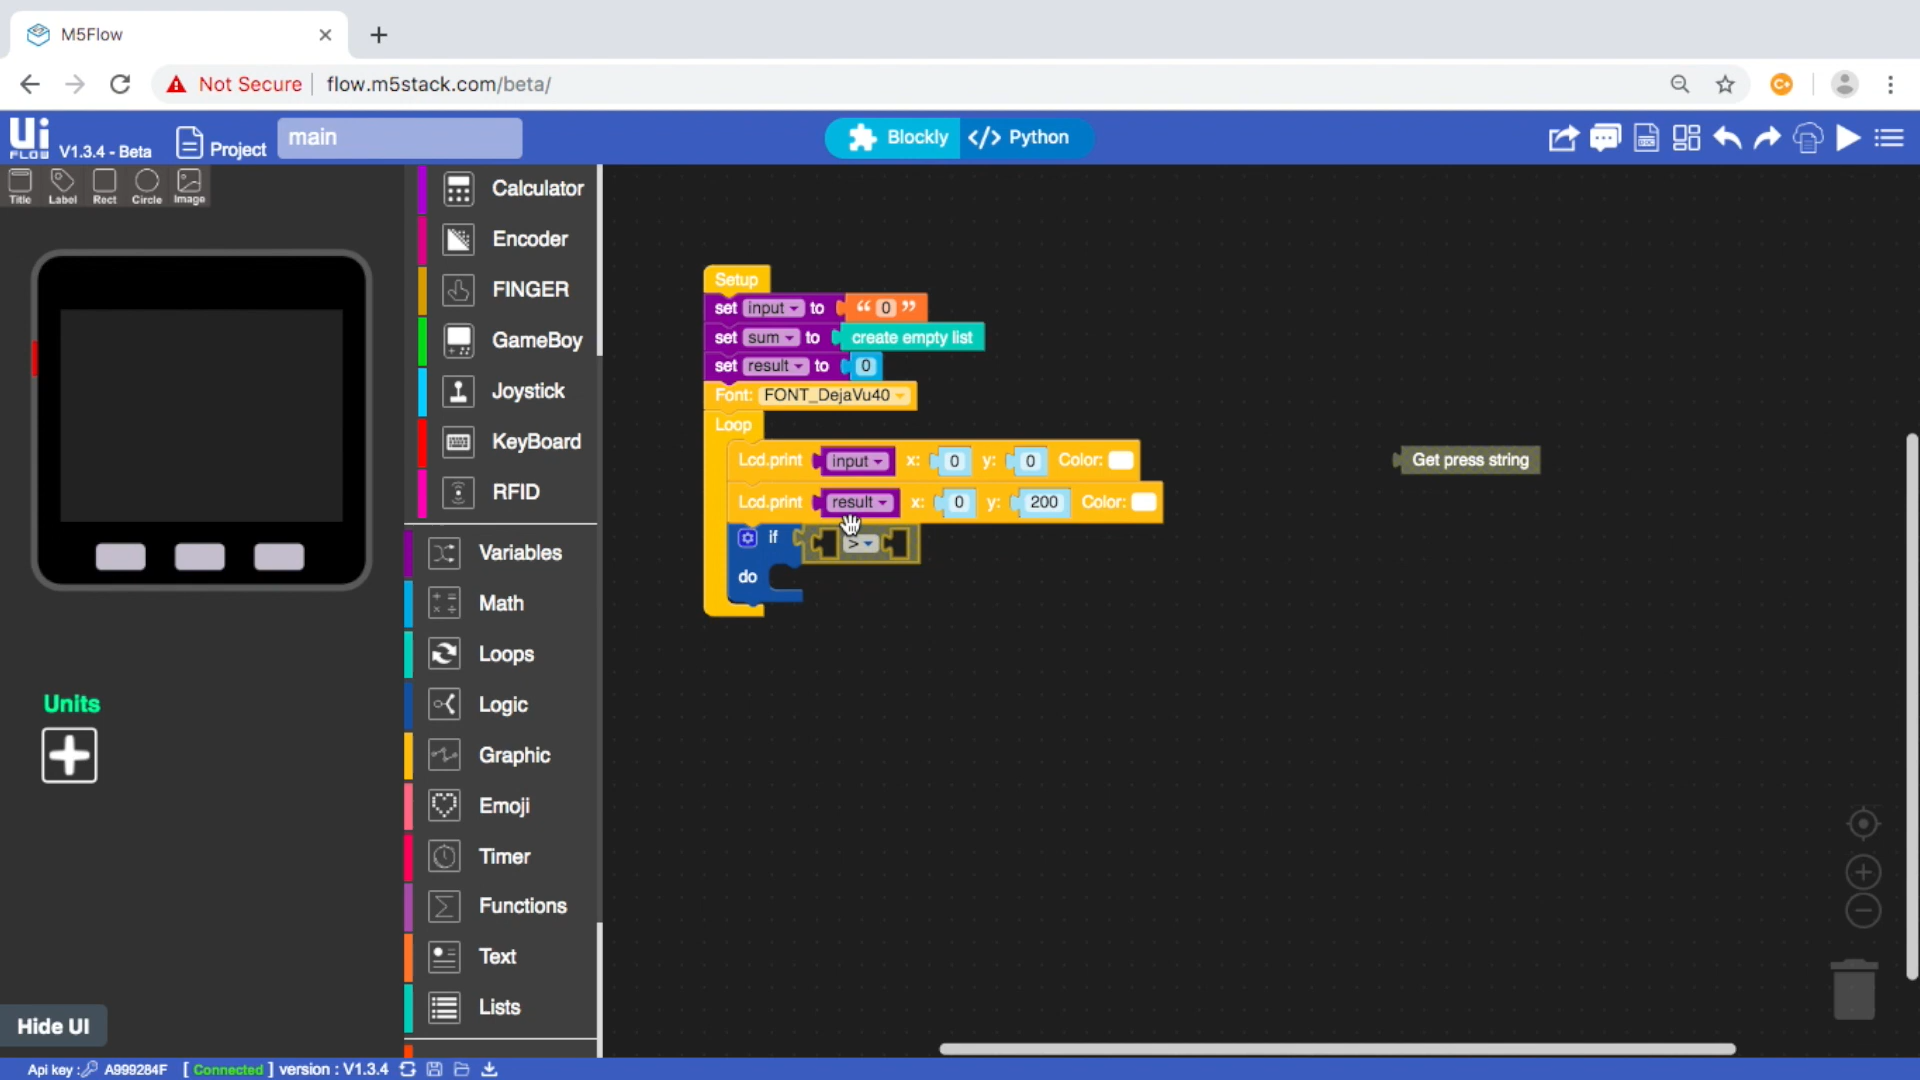 M5Flow
Not Secure flow.m5stack.com/beta/
Ui FLOW V1.3.4 - Beta Project main Blockly </> Python
Title Label Rect Circle Image
Calculator
Encoder
FINGER
GameBoy
Joystick
KeyBoard
RFID
Variables
Math
Loops
Logic
Graphic
Emoji
Timer
Functions
Text
Lists
Setup
set input to “ 0 ”
set sum to create empty list
set result to 0
Font: FONT_DejaVu40
Loop
Lcd.print input x: 0 y: 0 Color:
Lcd.print result x: 0 y: 200 Color:
if >
do
Get press string
Units
Hide UI
Api key : A999284F [ Connected ] version : V1.3.4